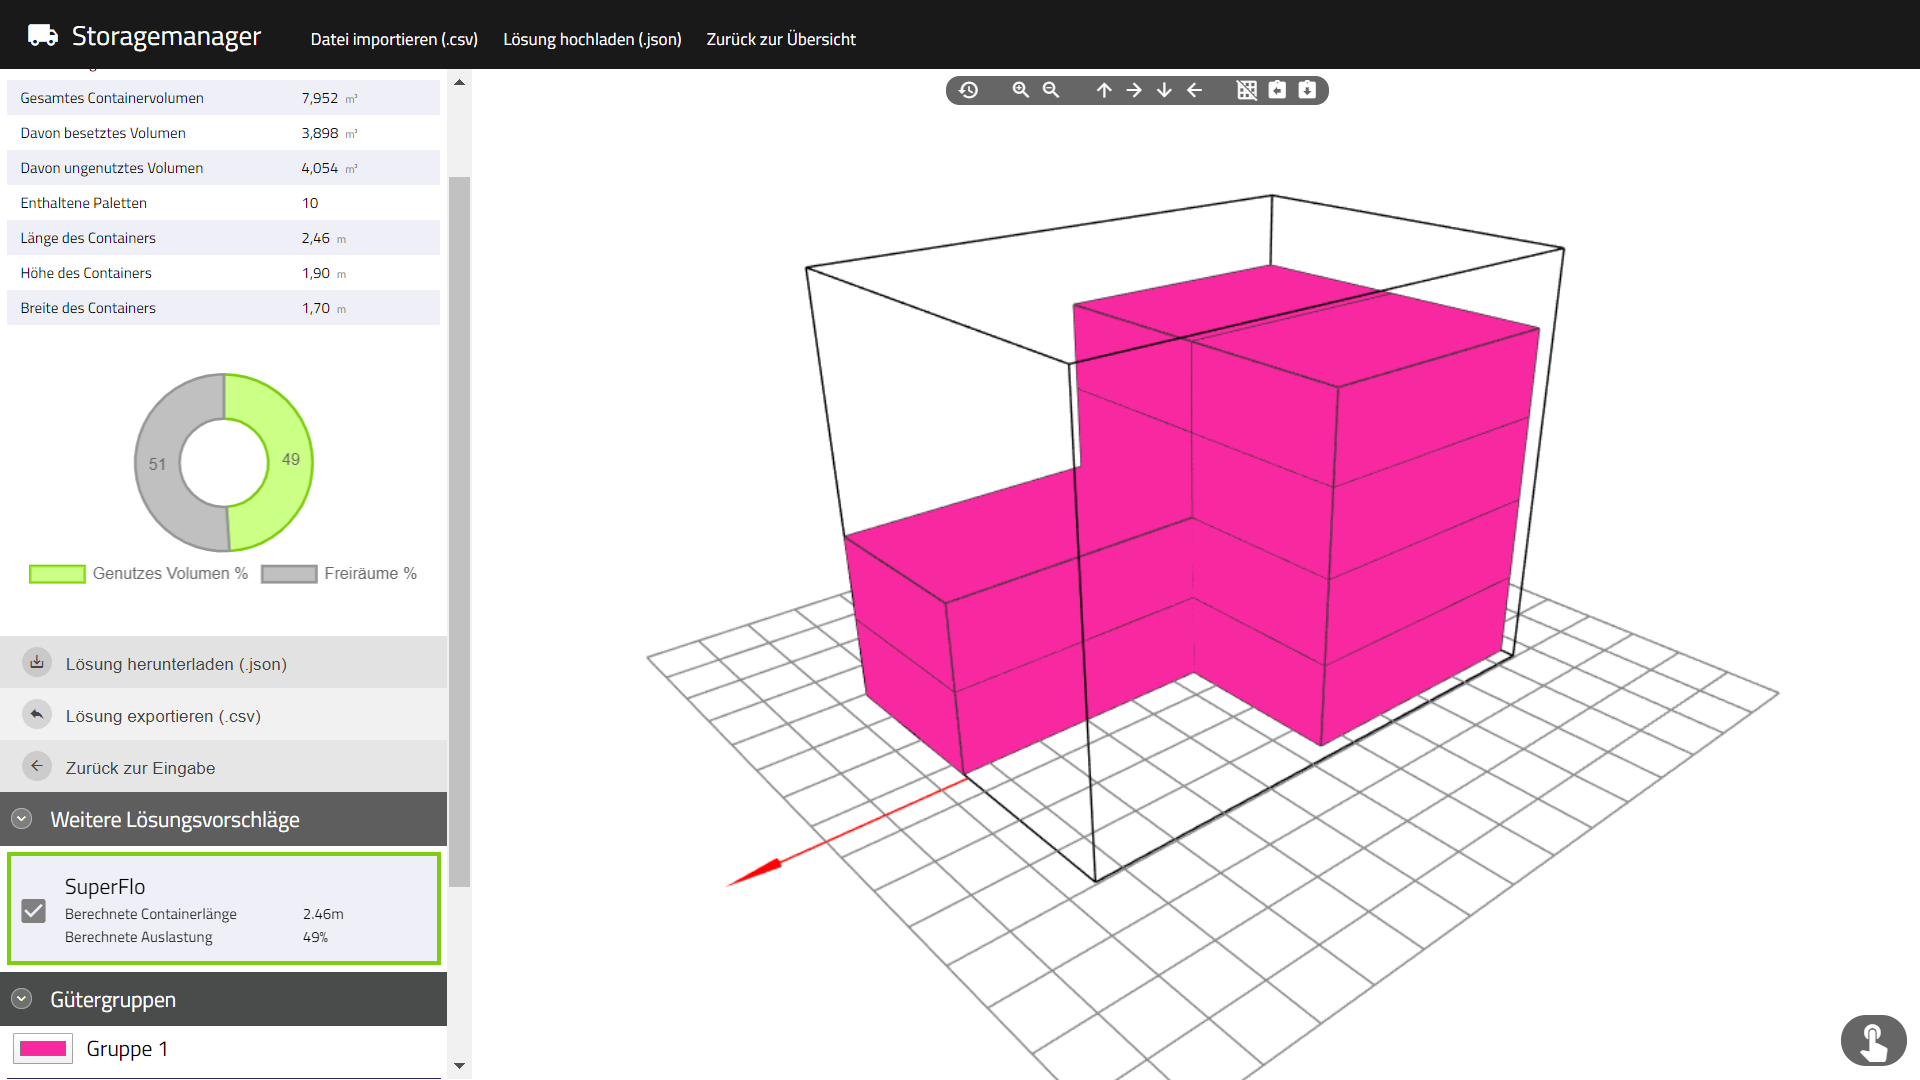 Storagemanager
Datei importieren (.csv) Lösung hochladen (.json) Zurück zur Übersicht
Gesamtes Containervolumen 7,952 m³
Davon besetztes Volumen 3,898 m³
Davon ungenutztes Volumen 4,054 m³
Enthaltene Paletten 10
Länge des Containers 2,46 m
Höhe des Containers 1,90 m
Breite des Containers 1,70 m
51 49
Genutzes Volumen % Freiräume %
Lösung herunterladen (.json)
Lösung exportieren (.csv)
Zurück zur Eingabe
Weitere Lösungsvorschläge
SuperFlo
Berechnete Containerlänge 2.46m
Berechnete Auslastung 49%
Gütergruppen
Gruppe 1